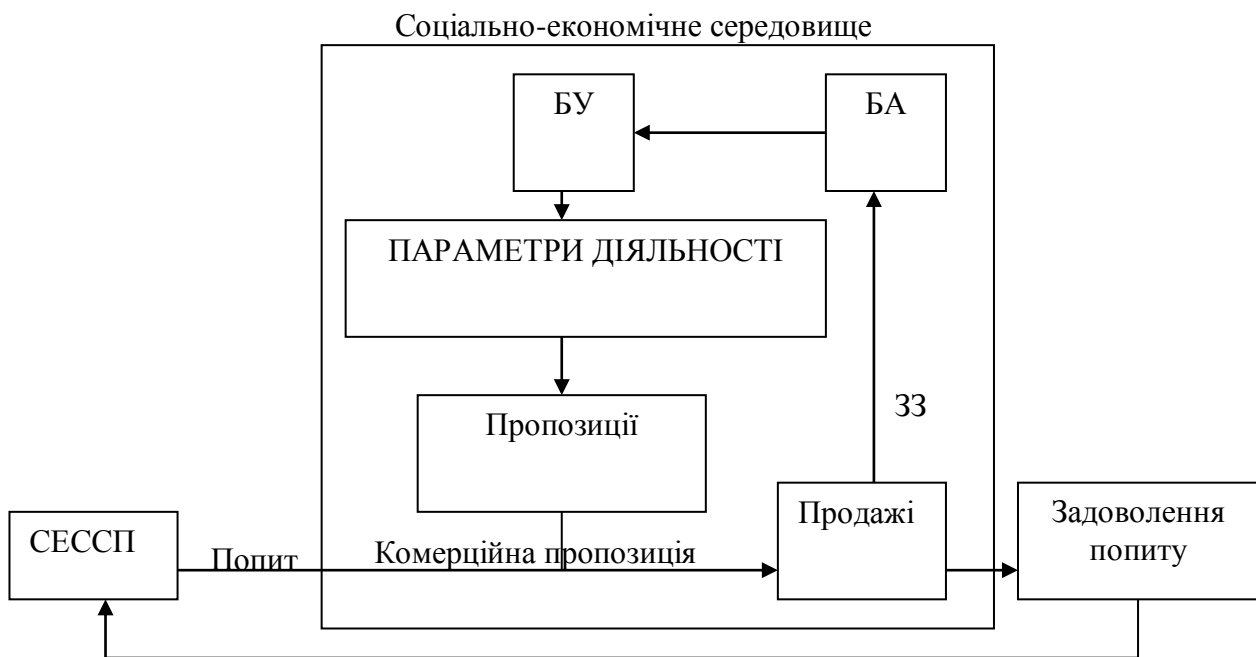 Соціально-економічне середовище
БУ
БА
ПАРАМЕТРИ ДІЯЛЬНОСТІ
Пропозиції
ЗЗ
СЕССП
Попит
Комерційна пропозиція
Продажі
Задоволення
попиту